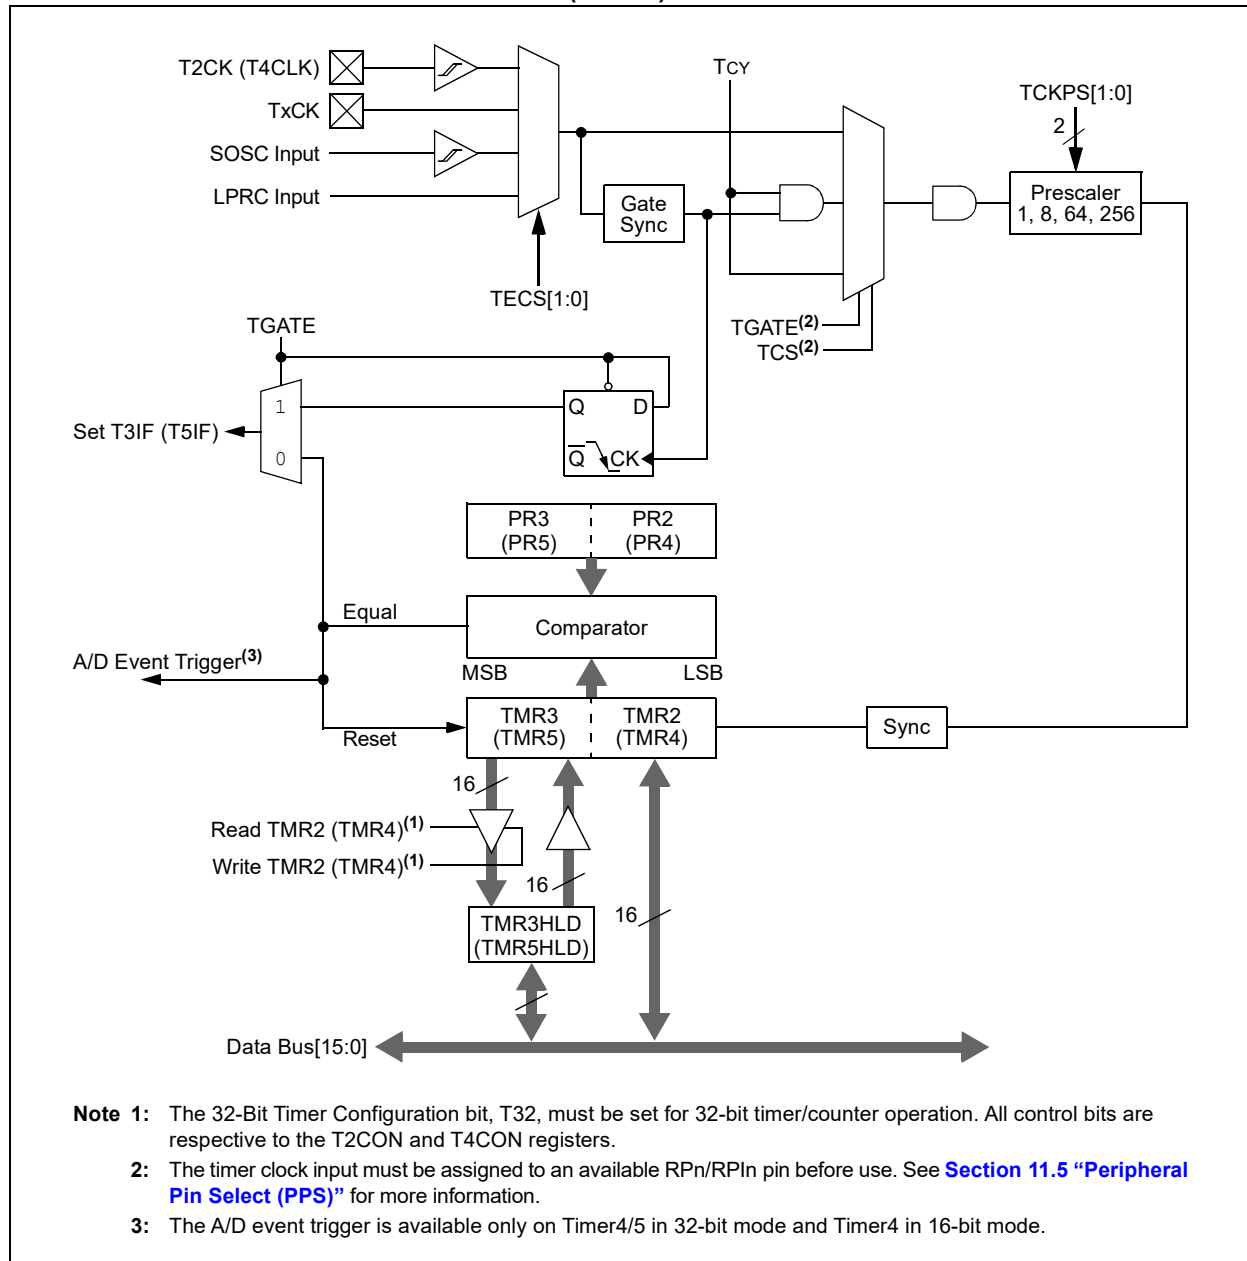 T2CK (T4CLK)
TxCK
SOSC Input
LPRC Input
TECS[1:0]
Gate
Sync
TCY
TGATE(2)
TCS(2)
TCKPS[1:0]
2
Prescaler
1, 8, 64, 256
TGATE
1
0
Set T3IF (T5IF)
Q D
Q CK
PR3 PR2
(PR5) (PR4)
Equal
Comparator
A/D Event Trigger(3)
MSB LSB
Reset
TMR3 TMR2
(TMR5) (TMR4)
Sync
16
Read TMR2 (TMR4)(1)
Write TMR2 (TMR4)(1)
16
16
TMR3HLD
(TMR5HLD)
Data Bus[15:0]
Note 1: The 32-Bit Timer Configuration bit, T32, must be set for 32-bit timer/counter operation. All control bits are
respective to the T2CON and T4CON registers.
2: The timer clock input must be assigned to an available RPn/RPIn pin before use. See Section 11.5 “Peripheral
Pin Select (PPS)” for more information.
3: The A/D event trigger is available only on Timer4/5 in 32-bit mode and Timer4 in 16-bit mode.